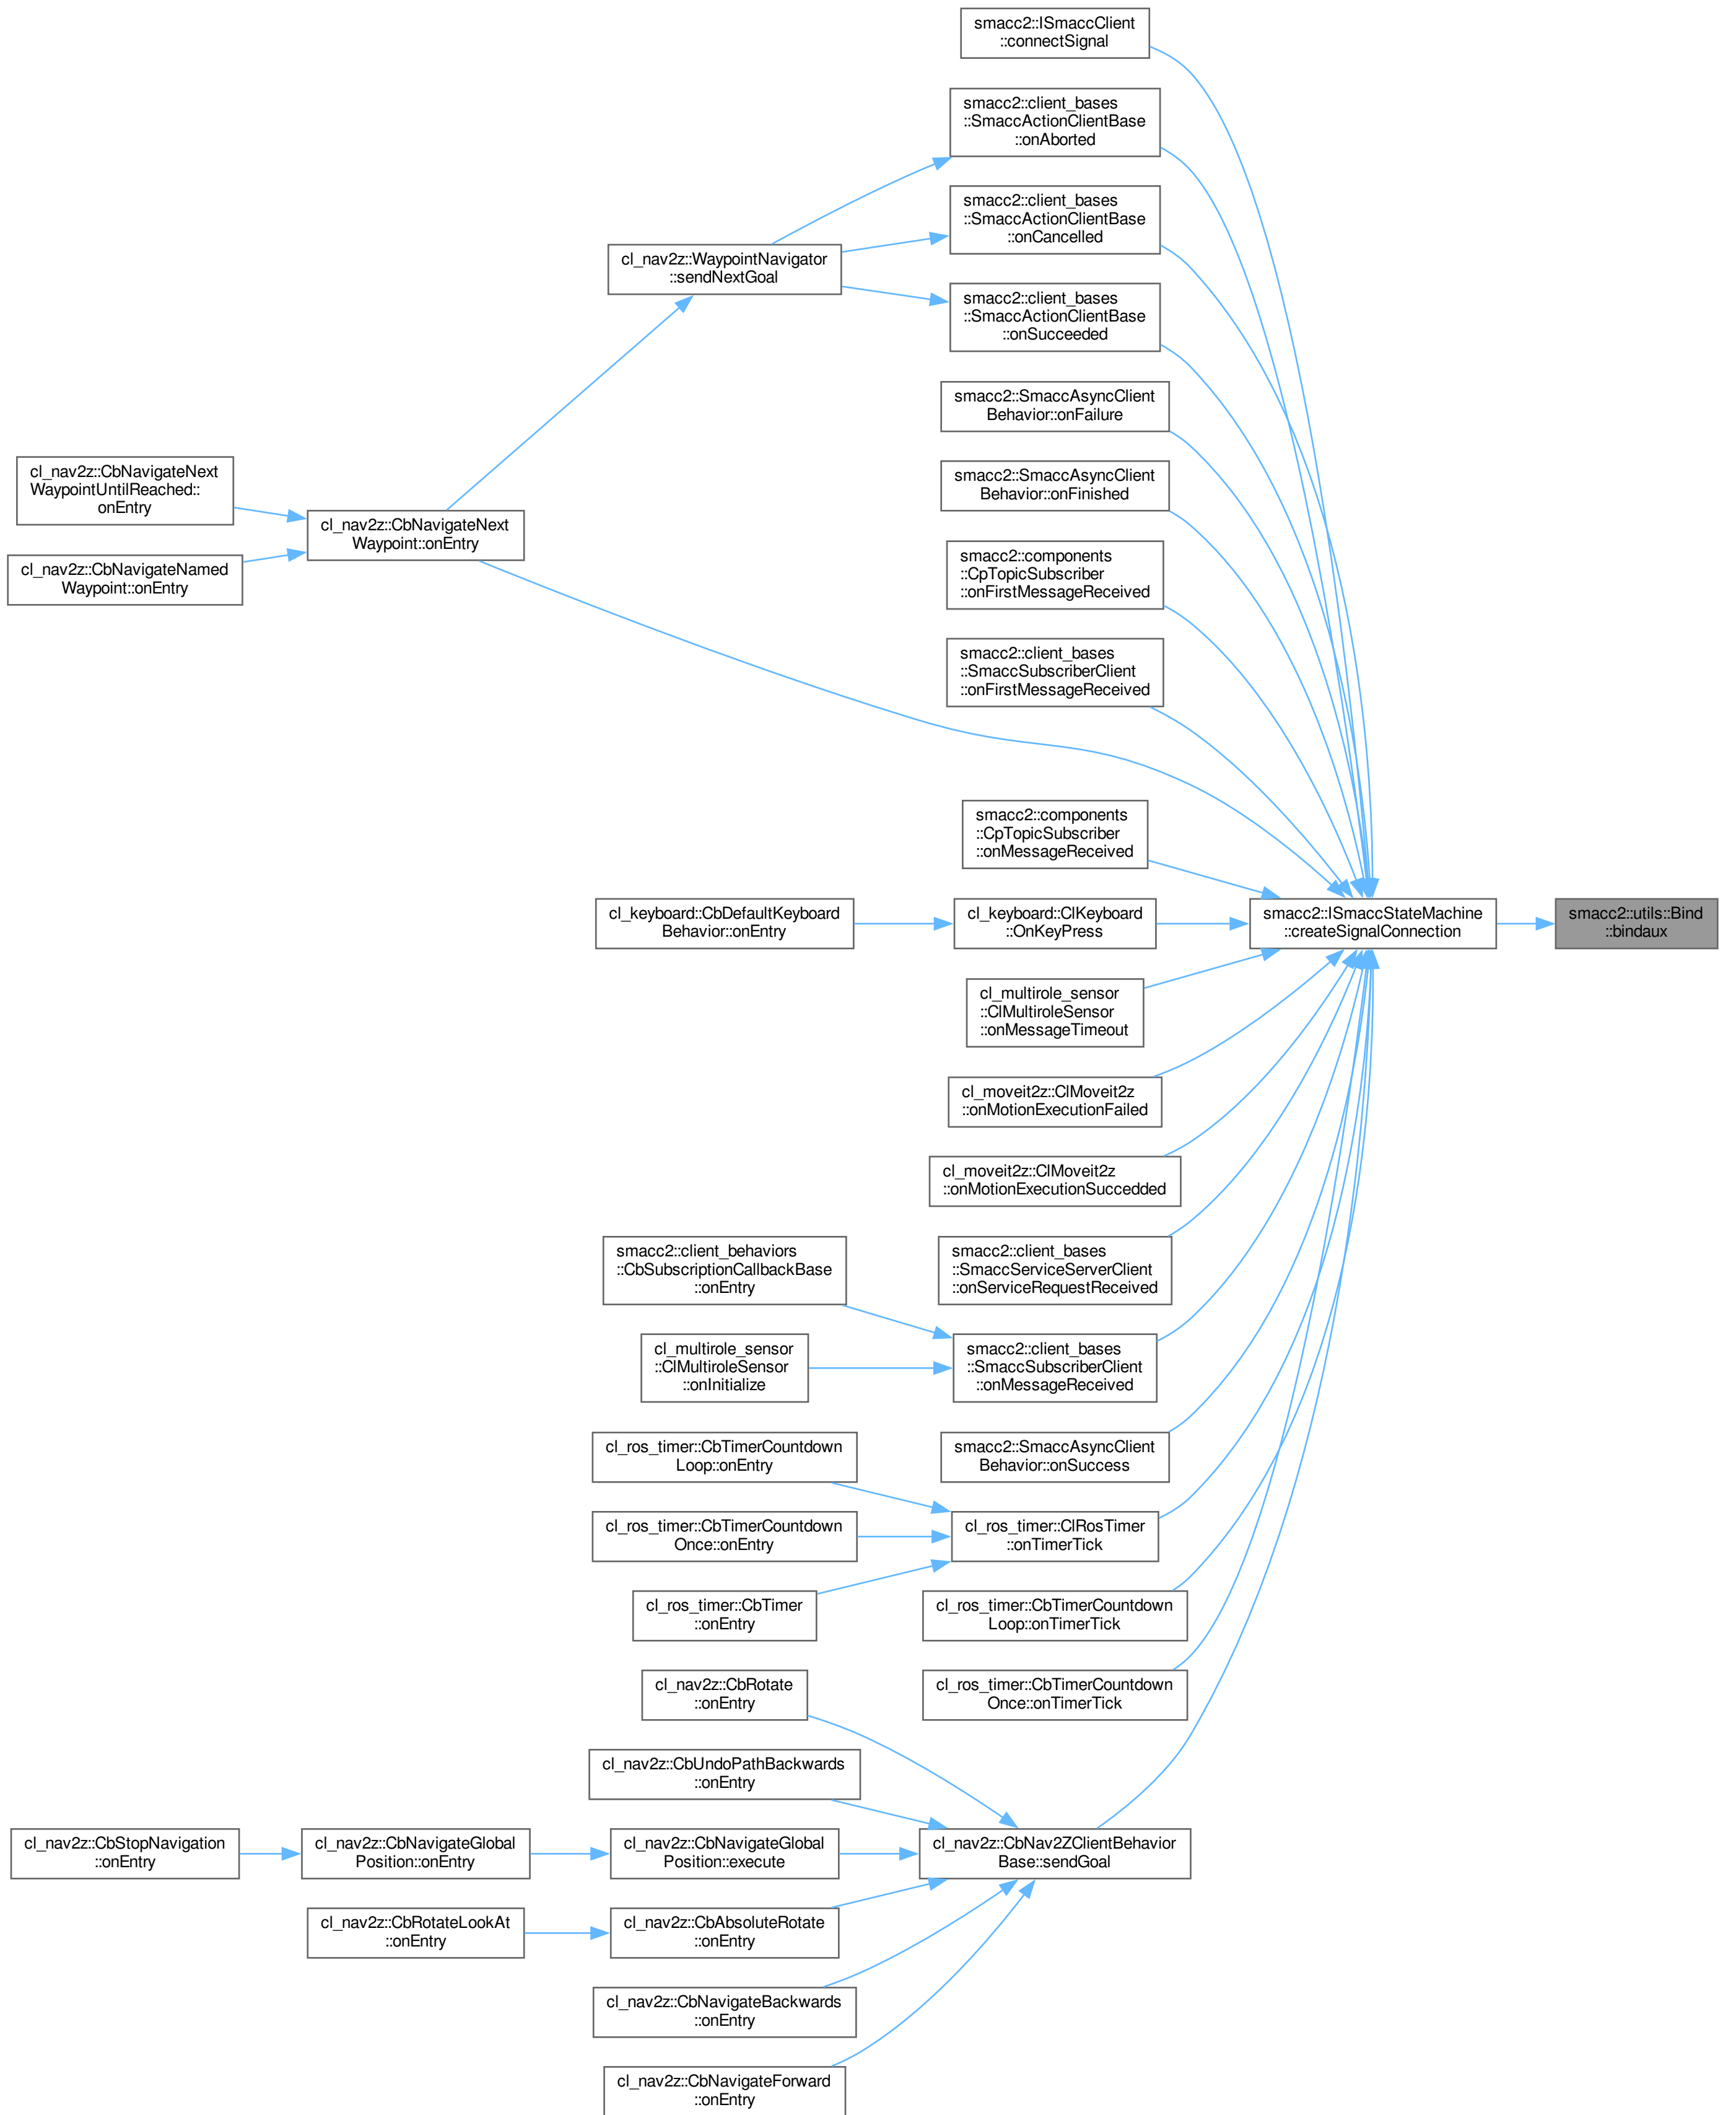 smacc2::ISmaccClient
::connectSignal
smacc2::client_bases
::SmaccActionClientBase
::onAborted
smacc2::client_bases
::SmaccActionClientBase
::onCancelled
cl_nav2z::WaypointNavigator
::sendNextGoal
smacc2::client_bases
::SmaccActionClientBase
::onSucceeded
smacc2::SmaccAsyncClient
Behavior::onFailure
cl_nav2z::CbNavigateNext
WaypointUntilReached::
onEntry
smacc2::SmaccAsyncClient
Behavior::onFinished
cl_nav2z::CbNavigateNext
Waypoint::onEntry
cl_nav2z::CbNavigateNamed
Waypoint::onEntry
smacc2::components
::CpTopicSubscriber
::onFirstMessageReceived
smacc2::client_bases
::SmaccSubscriberClient
::onFirstMessageReceived
smacc2::components
::CpTopicSubscriber
::onMessageReceived
cl_keyboard::CbDefaultKeyboard
Behavior::onEntry
cl_keyboard::ClKeyboard
::OnKeyPress
smacc2::ISmaccStateMachine
::createSignalConnection
smacc2::utils::Bind
::bindaux
cl_multirole_sensor
::ClMultiroleSensor
::onMessageTimeout
cl_moveit2z::ClMoveit2z
::onMotionExecutionFailed
cl_moveit2z::ClMoveit2z
::onMotionExecutionSuccedded
smacc2::client_behaviors
::CbSubscriptionCallbackBase
::onEntry
smacc2::client_bases
::SmaccServiceServerClient
::onServiceRequestReceived
cl_multirole_sensor
::ClMultiroleSensor
::onInitialize
smacc2::client_bases
::SmaccSubscriberClient
::onMessageReceived
cl_ros_timer::CbTimerCountdown
Loop::onEntry
smacc2::SmaccAsyncClient
Behavior::onSuccess
cl_ros_timer::CbTimerCountdown
Once::onEntry
cl_ros_timer::ClRosTimer
::onTimerTick
cl_ros_timer::CbTimer
::onEntry
cl_ros_timer::CbTimerCountdown
Loop::onTimerTick
cl_nav2z::CbRotate
::onEntry
cl_ros_timer::CbTimerCountdown
Once::onTimerTick
cl_nav2z::CbUndoPathBackwards
::onEntry
cl_nav2z::CbStopNavigation
::onEntry
cl_nav2z::CbNavigateGlobal
Position::onEntry
cl_nav2z::CbNavigateGlobal
Position::execute
cl_nav2z::CbNav2ZClientBehavior
Base::sendGoal
cl_nav2z::CbRotateLookAt
::onEntry
cl_nav2z::CbAbsoluteRotate
::onEntry
cl_nav2z::CbNavigateBackwards
::onEntry
cl_nav2z::CbNavigateForward
::onEntry